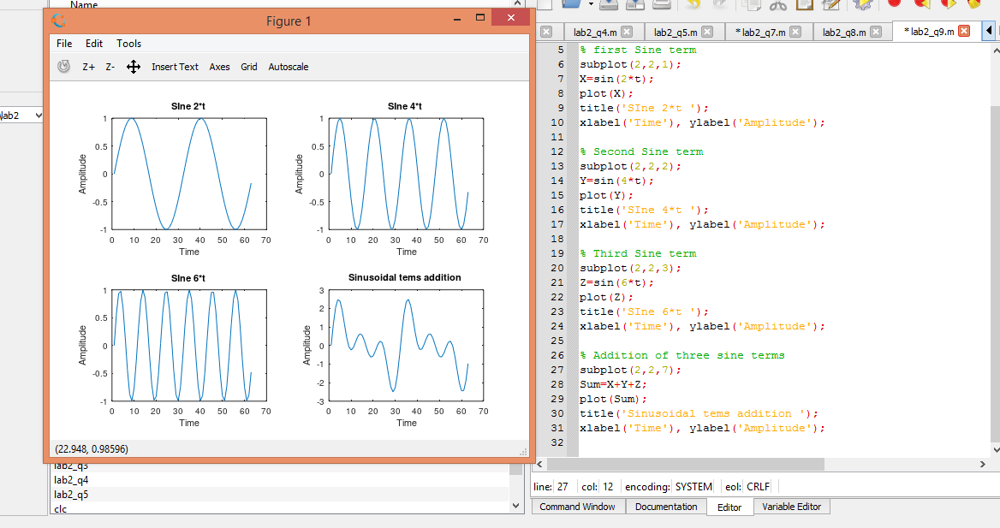 Name
Figure 1
File Edit Tools
Z+ Z- Insert Text Axes Grid Autoscale
SIne 2*t
1
0.5
0
-0.5
-1
Amplitude
0 10 20 30 40 50 60 70
Time
SIne 4*t
1
0.5
0
-0.5
-1
Amplitude
0 10 20 30 40 50 60 70
Time
SIne 6*t
1
0.5
0
-0.5
-1
Amplitude
0 10 20 30 40 50 60 70
Time
Sinusoidal tems addition
3
2
1
0
-1
-2
-3
Amplitude
0 10 20 30 40 50 60 70
Time
(22.948, 0.98596)
lab2
lab2_q3
lab2_q4
lab2_q5
clc
lab2_q4.m lab2_q5.m * lab2_q7.m lab2_q8.m * lab2_q9.m
5 % first Sine term
6 subplot(2,2,1);
7 X=sin(2*t);
8 plot(X);
9 title('SIne 2*t ');
10 xlabel('Time'), ylabel('Amplitude');
11
12 % Second Sine term
13 subplot(2,2,2);
14 Y=sin(4*t);
15 plot(Y);
16 title('SIne 4*t ');
17 xlabel('Time'), ylabel('Amplitude');
18
19 % Third Sine term
20 subplot(2,2,3);
21 Z=sin(6*t);
22 plot(Z);
23 title('SIne 6*t ');
24 xlabel('Time'), ylabel('Amplitude');
25
26 % Addition of three sine terms
27 subplot(2,2,7);
28 Sum=X+Y+Z;
29 plot(Sum);
30 title('Sinusoidal tems addition ');
31 xlabel('Time'), ylabel('Amplitude');
32
line: 27 col: 12 encoding: SYSTEM eol: CRLF
Command Window Documentation Editor Variable Editor